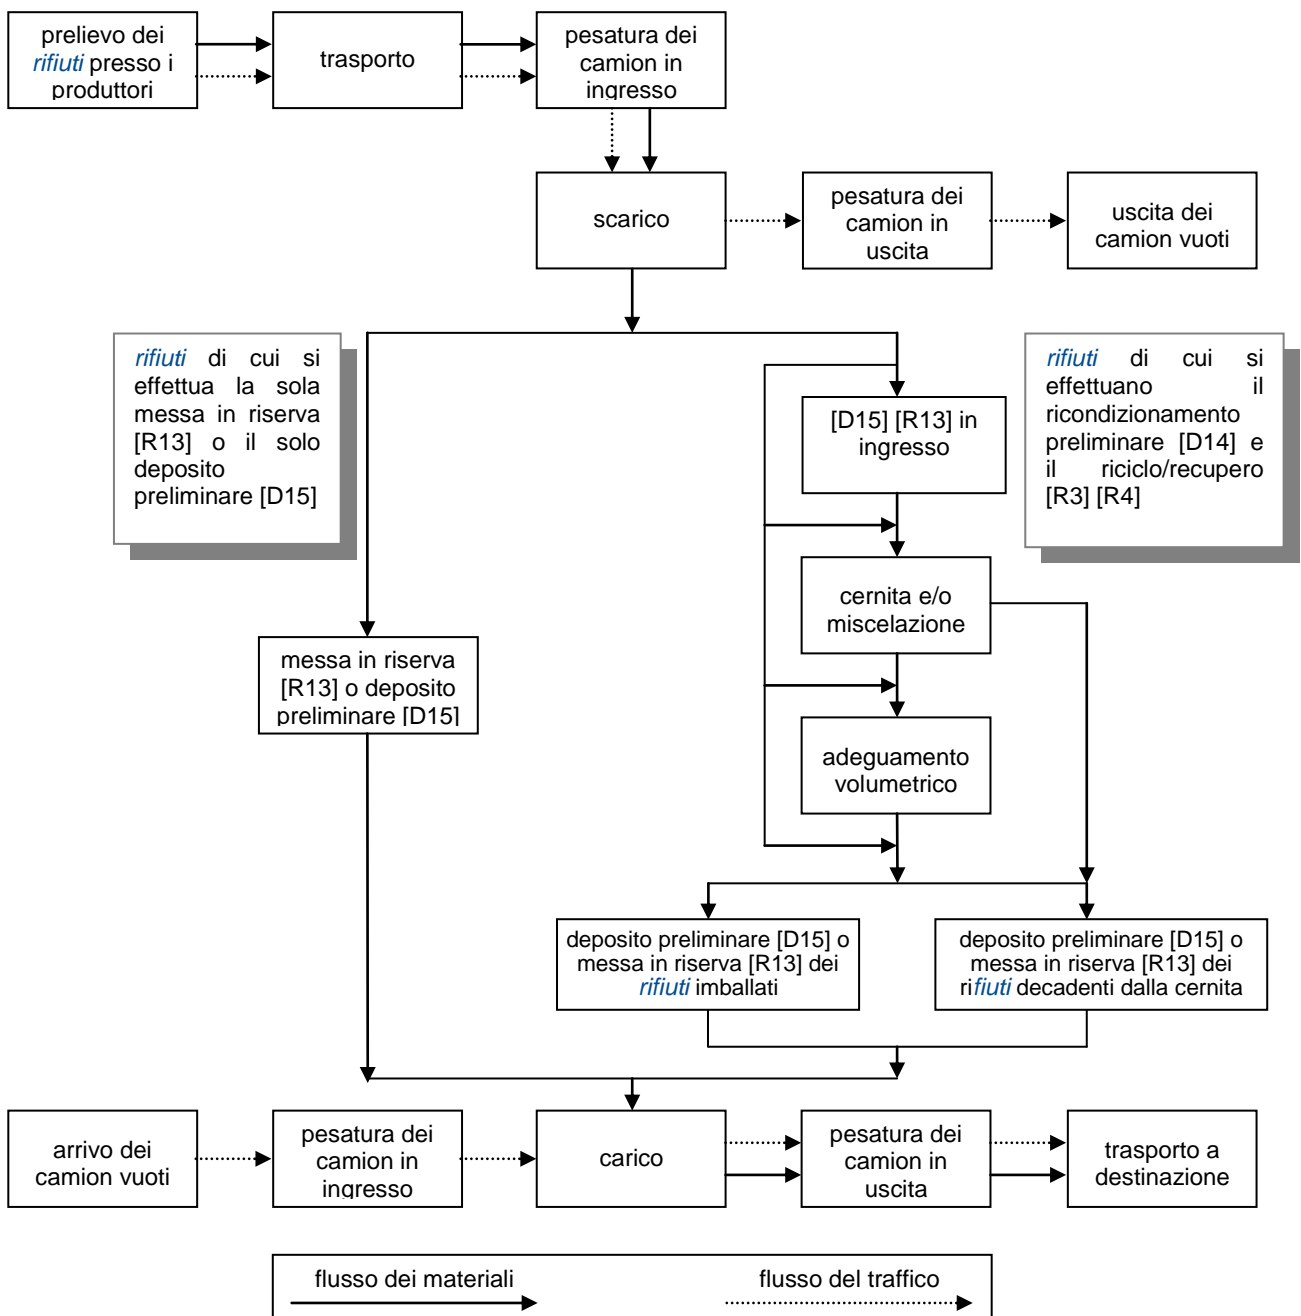 prelievo dei
rifiuti presso i
produttori
trasporto
pesatura dei
camion in
ingresso
scarico
pesatura dei
camion in
uscita
uscita dei
camion vuoti
rifiuti di cui si
effettua la sola
messa in riserva
[R13] o il solo
deposito
preliminare [D15]
rifiuti di cui si
effettuano il
ricondizionamento
preliminare [D14] e
il riciclo/recupero
[R3] [R4]
[D15] [R13] in
ingresso
cernita e/o
miscelazione
messa in riserva
[R13] o deposito
preliminare [D15]
adeguamento
volumetrico
deposito preliminare [D15] o
messa in riserva [R13] dei
rifiuti imballati
deposito preliminare [D15] o
messa in riserva [R13] dei
rifiuti decadenti dalla cernita
arrivo dei
camion vuoti
pesatura dei
camion in
ingresso
carico
pesatura dei
camion in
uscita
trasporto a
destinazione
flusso dei materiali
flusso del traffico